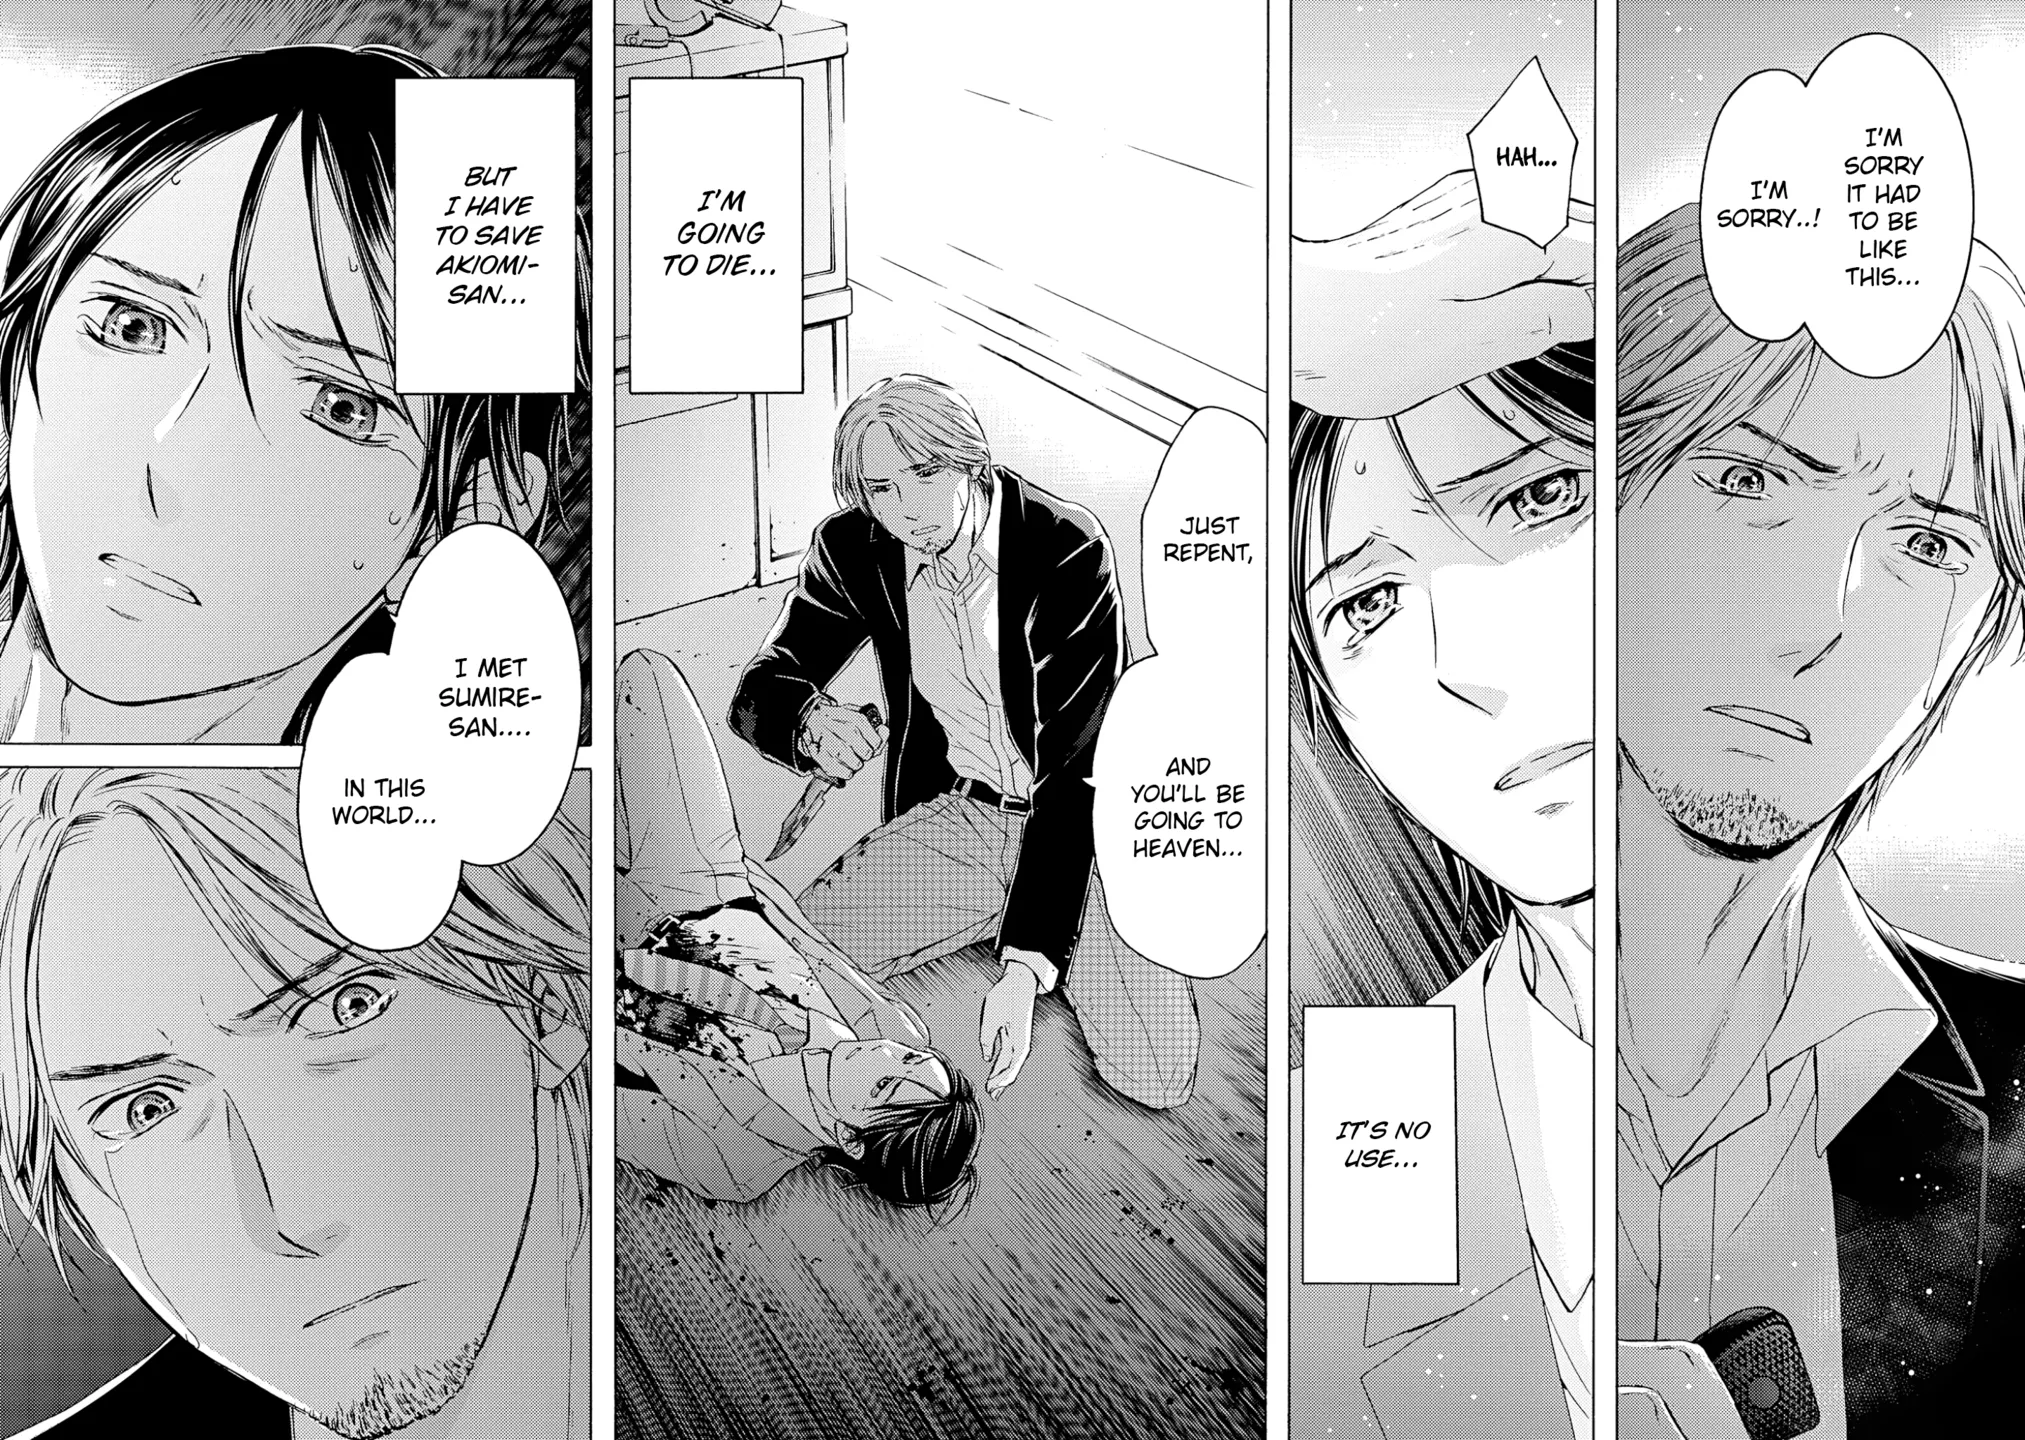 I'M
SORRY
IT HAD
TO BE
LIKE
THIS...
I'M
SORRY..!
HAH...
IT'S NO
USE...
JUST
REPENT,
AND
YOU'LL BE
GOING TO
HEAVEN...
I'M
GOING
TO DIE...
BUT
I HAVE
TO SAVE
AKIOMI-
SAN...
I MET
SUMIRE-
SAN....
IN THIS
WORLD...